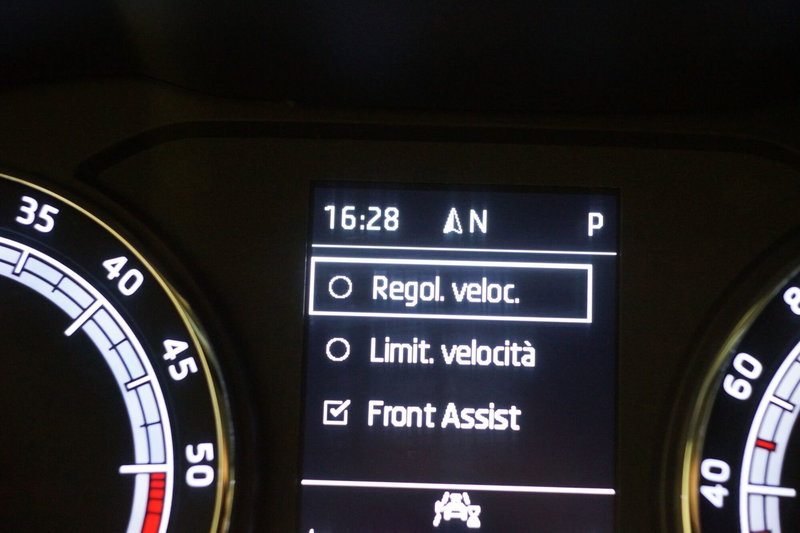 16:28 N P
Regol. veloc.
Limit. velocità
Front Assist
35
40
45
50
60
40